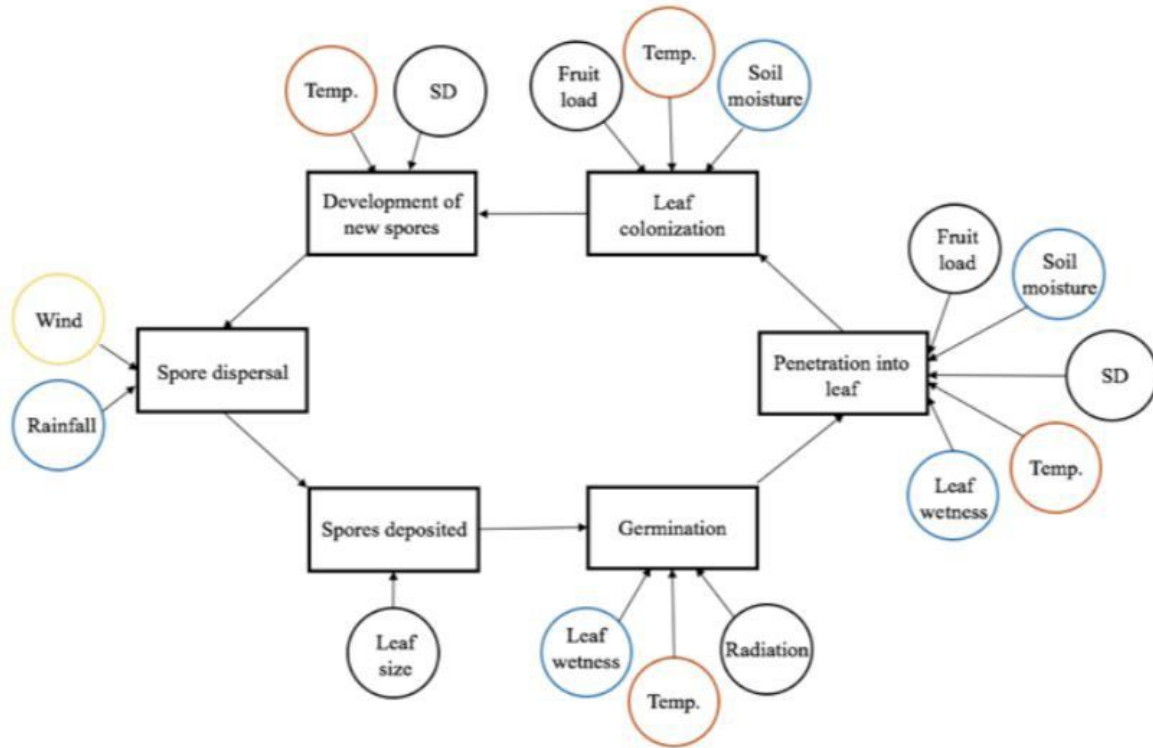 Temp.
SD
Fruit
load
Temp.
Soil
moisture
Development of
new spores
Leaf
colonization
Fruit
load
Soil
moisture
Wind
Spore dispersal
Rainfall
Penetration into
leaf
SD
Temp.
Leaf
wetness
Spores deposited
Germination
Leaf
size
Leaf
wetness
Temp.
Radiation